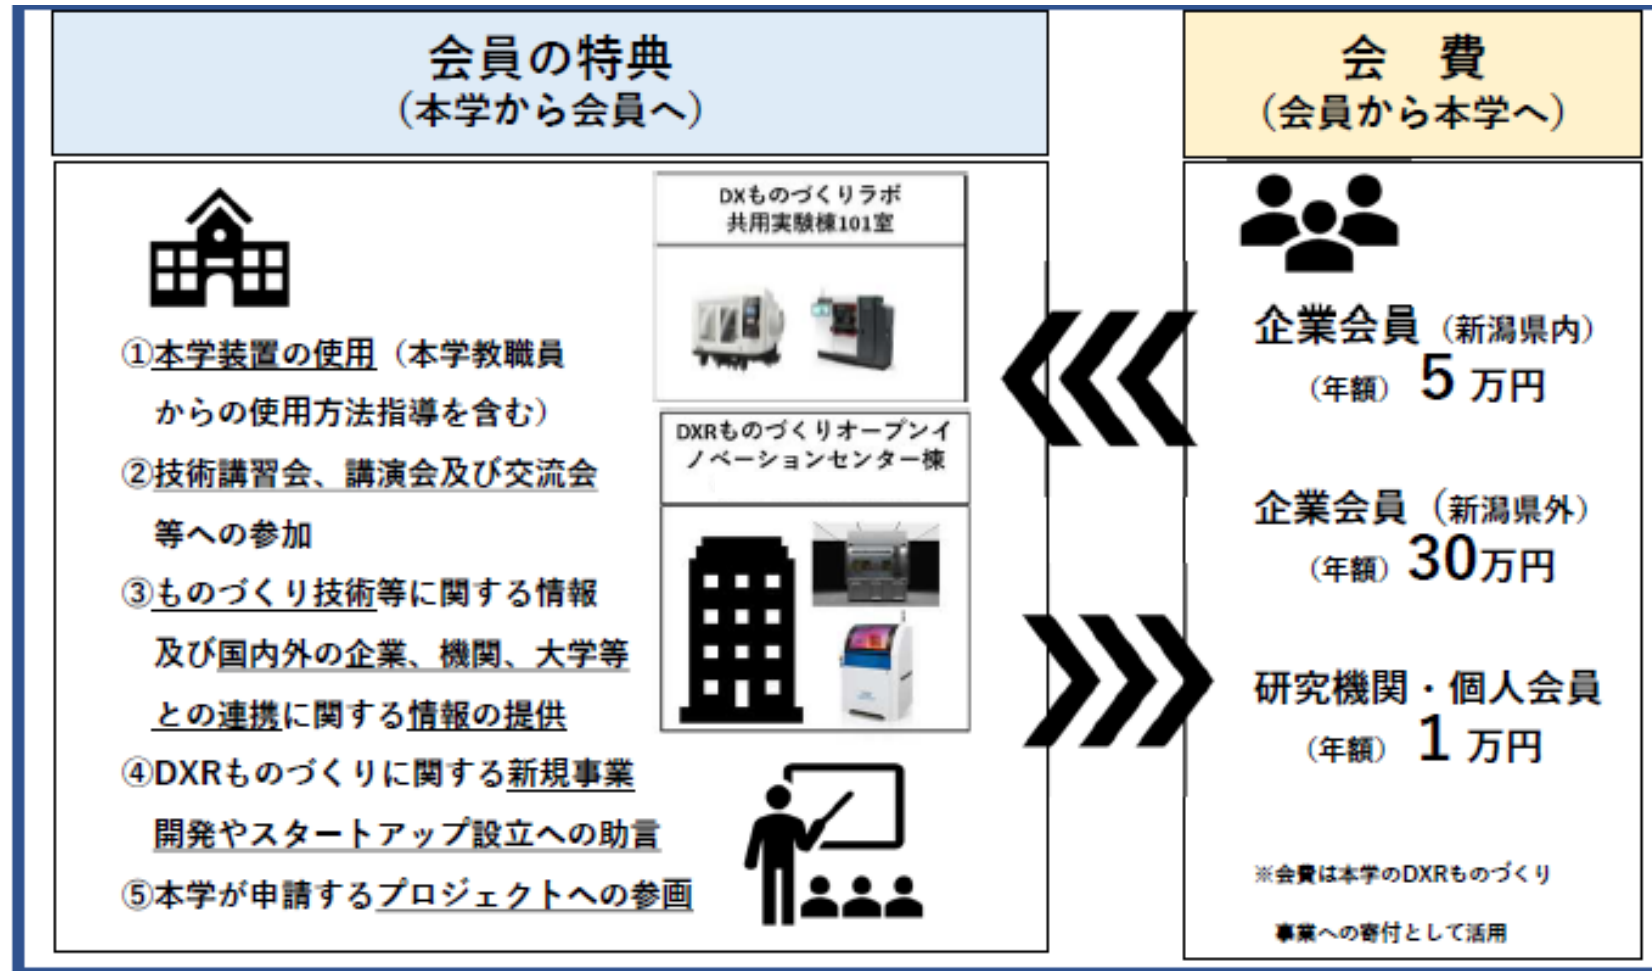 会員の特典
（本学から会員へ）
①本学装置の使用（本学教職員
からの使用方法指導を含む）
②技術講習会、講演会及び交流会
等への参加
③ものづくり技術等に関する情報
及び国内外の企業、機関、大学等
との連携に関する情報の提供
④DXRものづくりに関する新規事業
開発やスタートアップ設立への助言
⑤本学が申請するプロジェクトへの参画
DXものづくりラボ
共用実験棟101室
DXRものづくりオープンイ
ノベーションセンター棟
会　費
（会員から本学へ）
企業会員（新潟県内）
（年額）5万円
企業会員（新潟県外）
（年額）30万円
研究機関・個人会員
（年額）1万円
※会費は本学のDXRものづくり
事業への寄付として活用